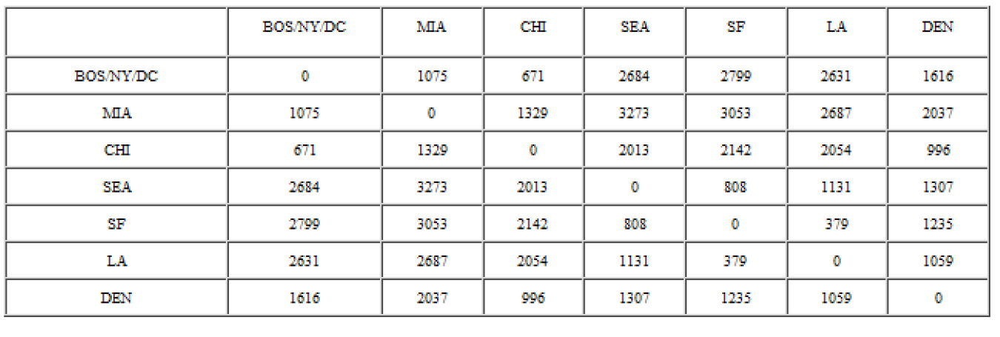 BOS/NY/DC MIA CHI SEA SF LA DEN
BOS/NY/DC 0 1075 671 2684 2799 2631 1616
MIA 1075 0 1329 3273 3053 2687 2037
CHI 671 1329 0 2013 2142 2054 996
SEA 2684 3273 2013 0 808 1131 1307
SF 2799 3053 2142 808 0 379 1235
LA 2631 2687 2054 1131 379 0 1059
DEN 1616 2037 996 1307 1235 1059 0